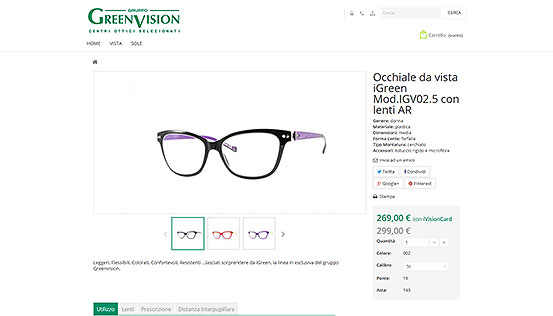 GRUPPO
GREENVISION
CENTRI OTTICI SELEZIONATI
Cerca
CERCA
Carrello (vuoto)
HOME VISTA SOLE
Occhiale da vista
iGreen
Mod.IGV02.5 con
lenti AR
Genere: donna
Materiale: plastica
Dimensioni: media
Forma Lente: farfalla
Tipo Montatura: cerchiato
Accessori: Astuccio rigido e microfibra
Invia ad un amico
Twitta
Condividi
Google+
Pinterest
Stampa
269,00 € con iVisionCard
299,00 €
Quantità 1
Colore: 002
Calibro 50
Ponte: 16
Asta: 143
Leggeri, Flessibili, Colorati, Confortevoli, Resistenti ...lasciati sorprendere da iGreen, la linea in esclusiva del gruppo
Greenvision.
Utilizzo Lenti Prescrizione Distanza Interpupillare